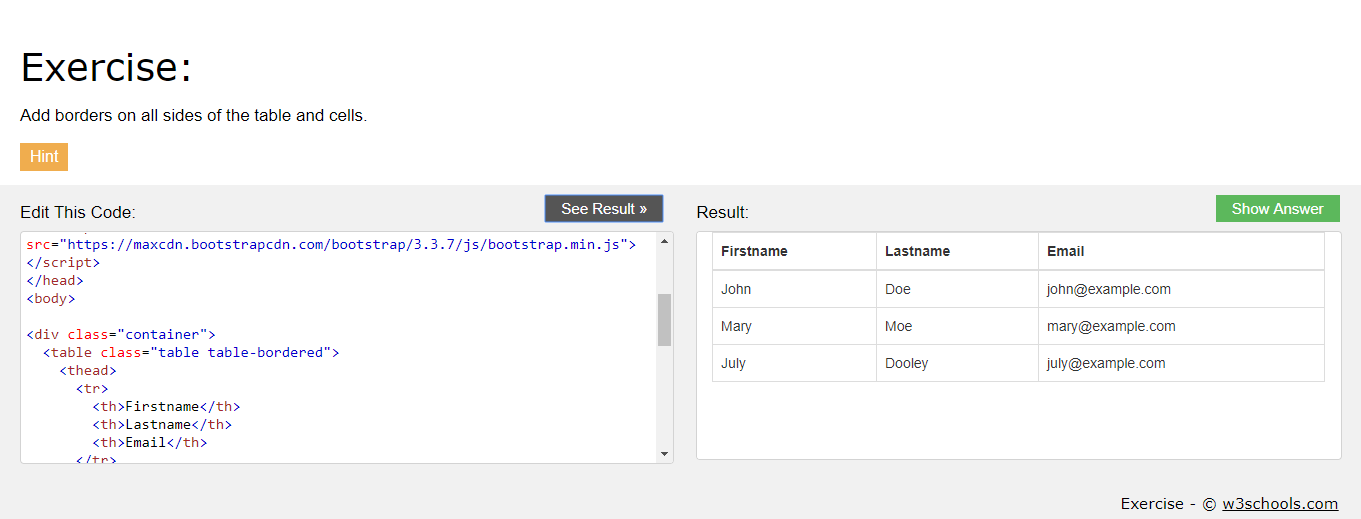 Exercise:
Add borders on all sides of the table and cells.
Hint
Edit This Code:
See Result »
src="https://maxcdn.bootstrapcdn.com/bootstrap/3.3.7/js/bootstrap.min.js">
</script>
</head>
<body>
<div class="container">
<table class="table table-bordered">
<thead>
<tr>
<th>Firstname</th>
<th>Lastname</th>
<th>Email</th>
</tr>
Result:
Show Answer
Firstname Lastname Email
John Doe john@example.com
Mary Moe mary@example.com
July Dooley july@example.com
Exercise - © w3schools.com